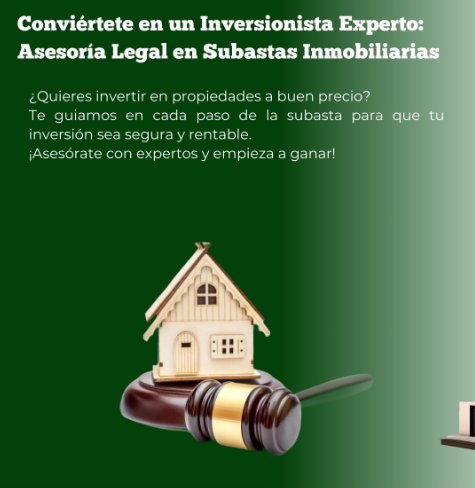 Conviértete en un Inversionista Experto:
Asesoría Legal en Subastas Inmobiliarias
¿Quieres invertir en propiedades a buen precio?
Te guiamos en cada paso de la subasta para que tu
inversión sea segura y rentable.
¡Asesórate con expertos y empieza a ganar!